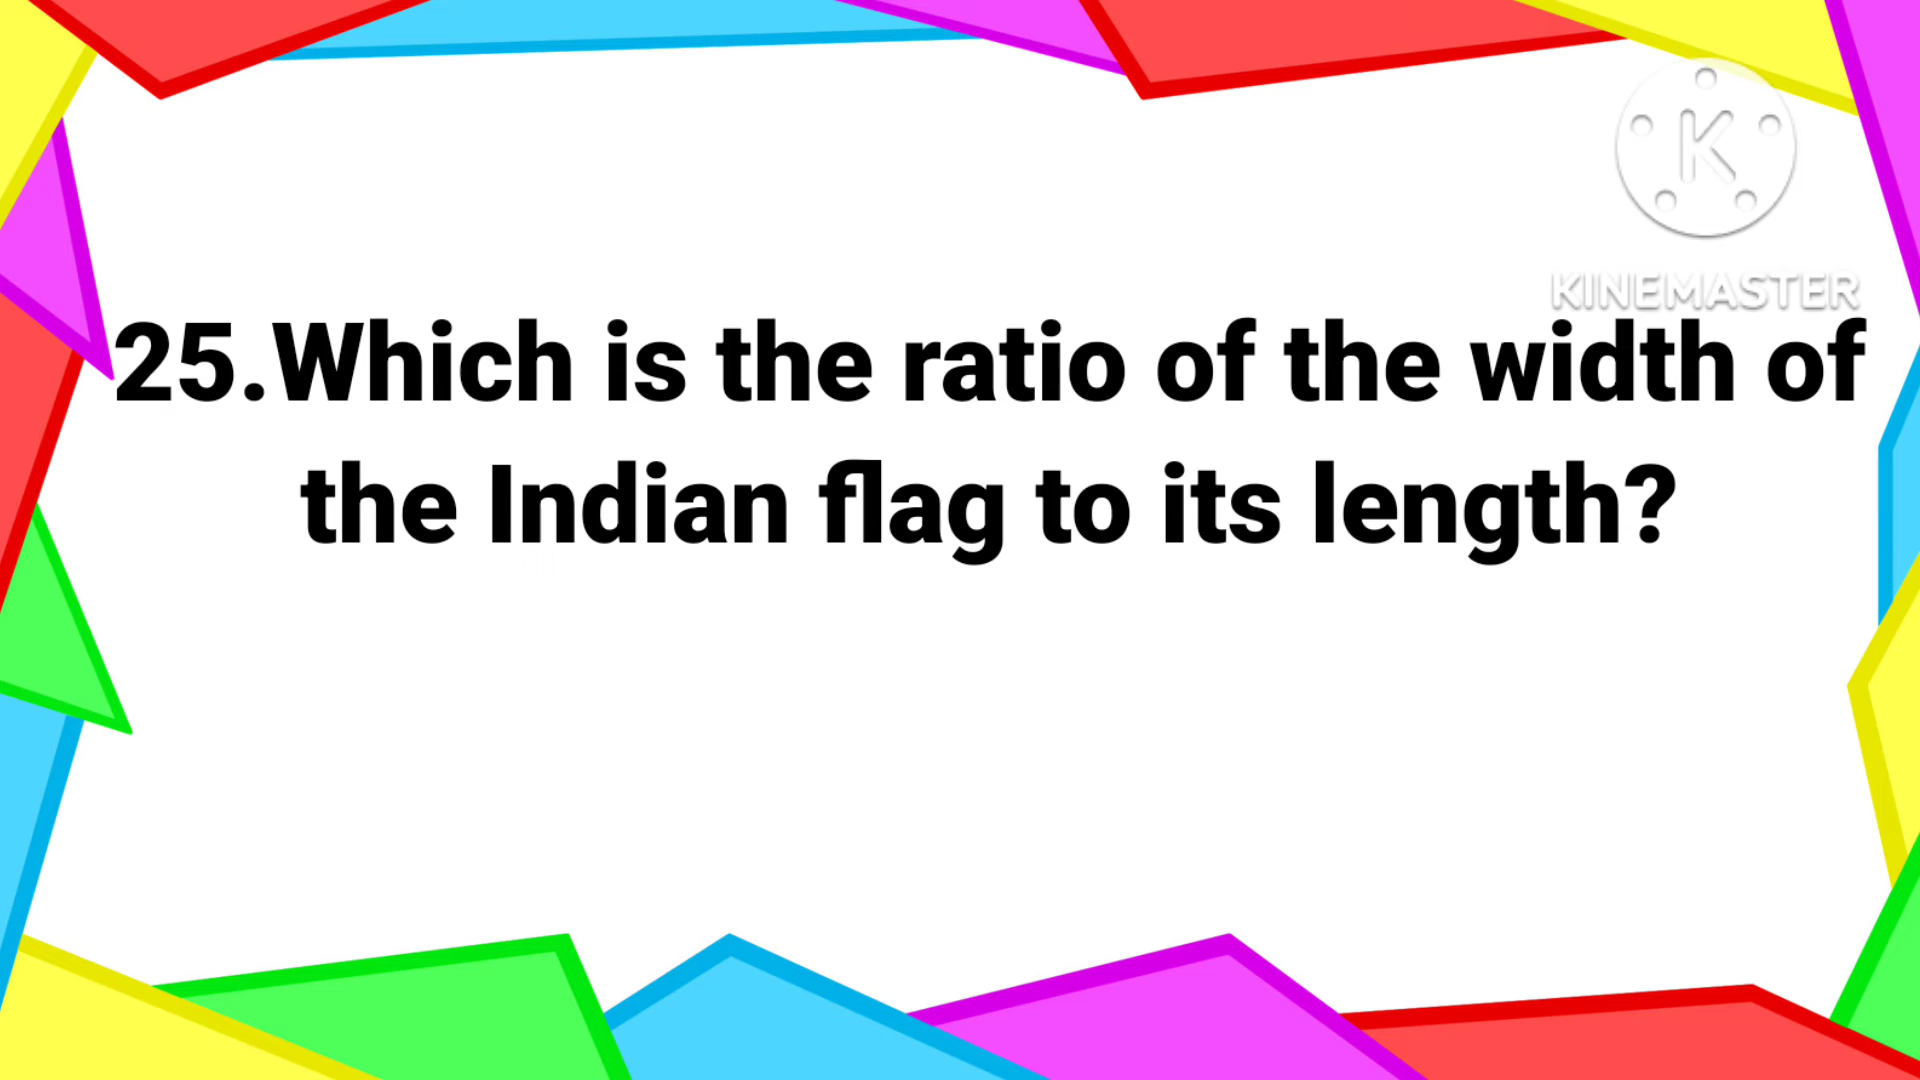 K
KINEMASTER
25.Which is the ratio of the width of
the Indian flag to its length?